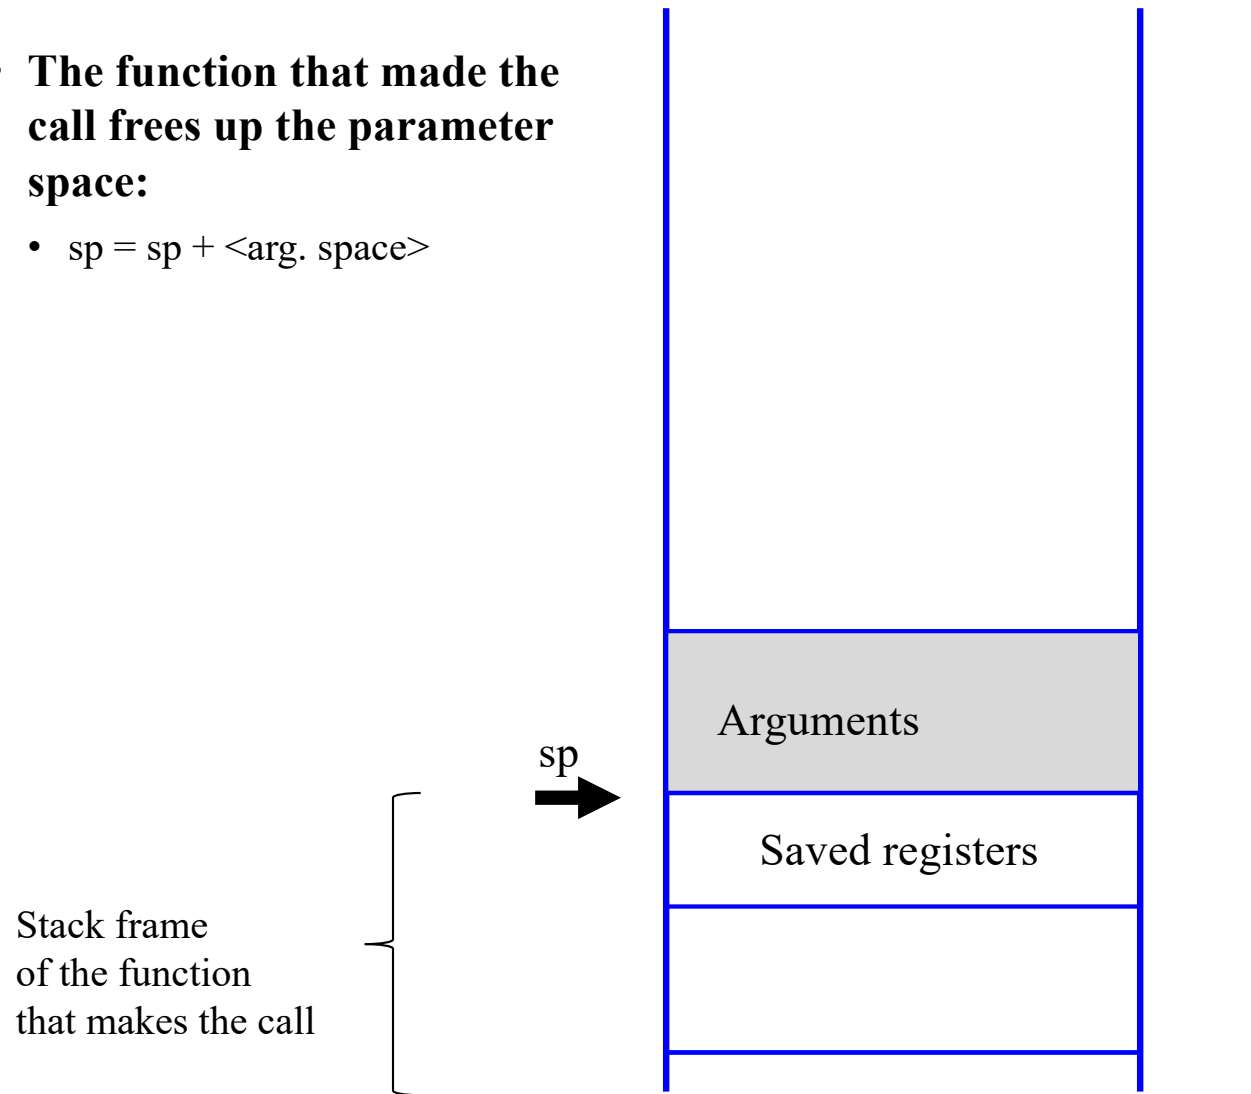 • The function that made the
call frees up the parameter
space:
• sp = sp + <arg. space>
Arguments
sp
Saved registers
Stack frame
of the function
that makes the call